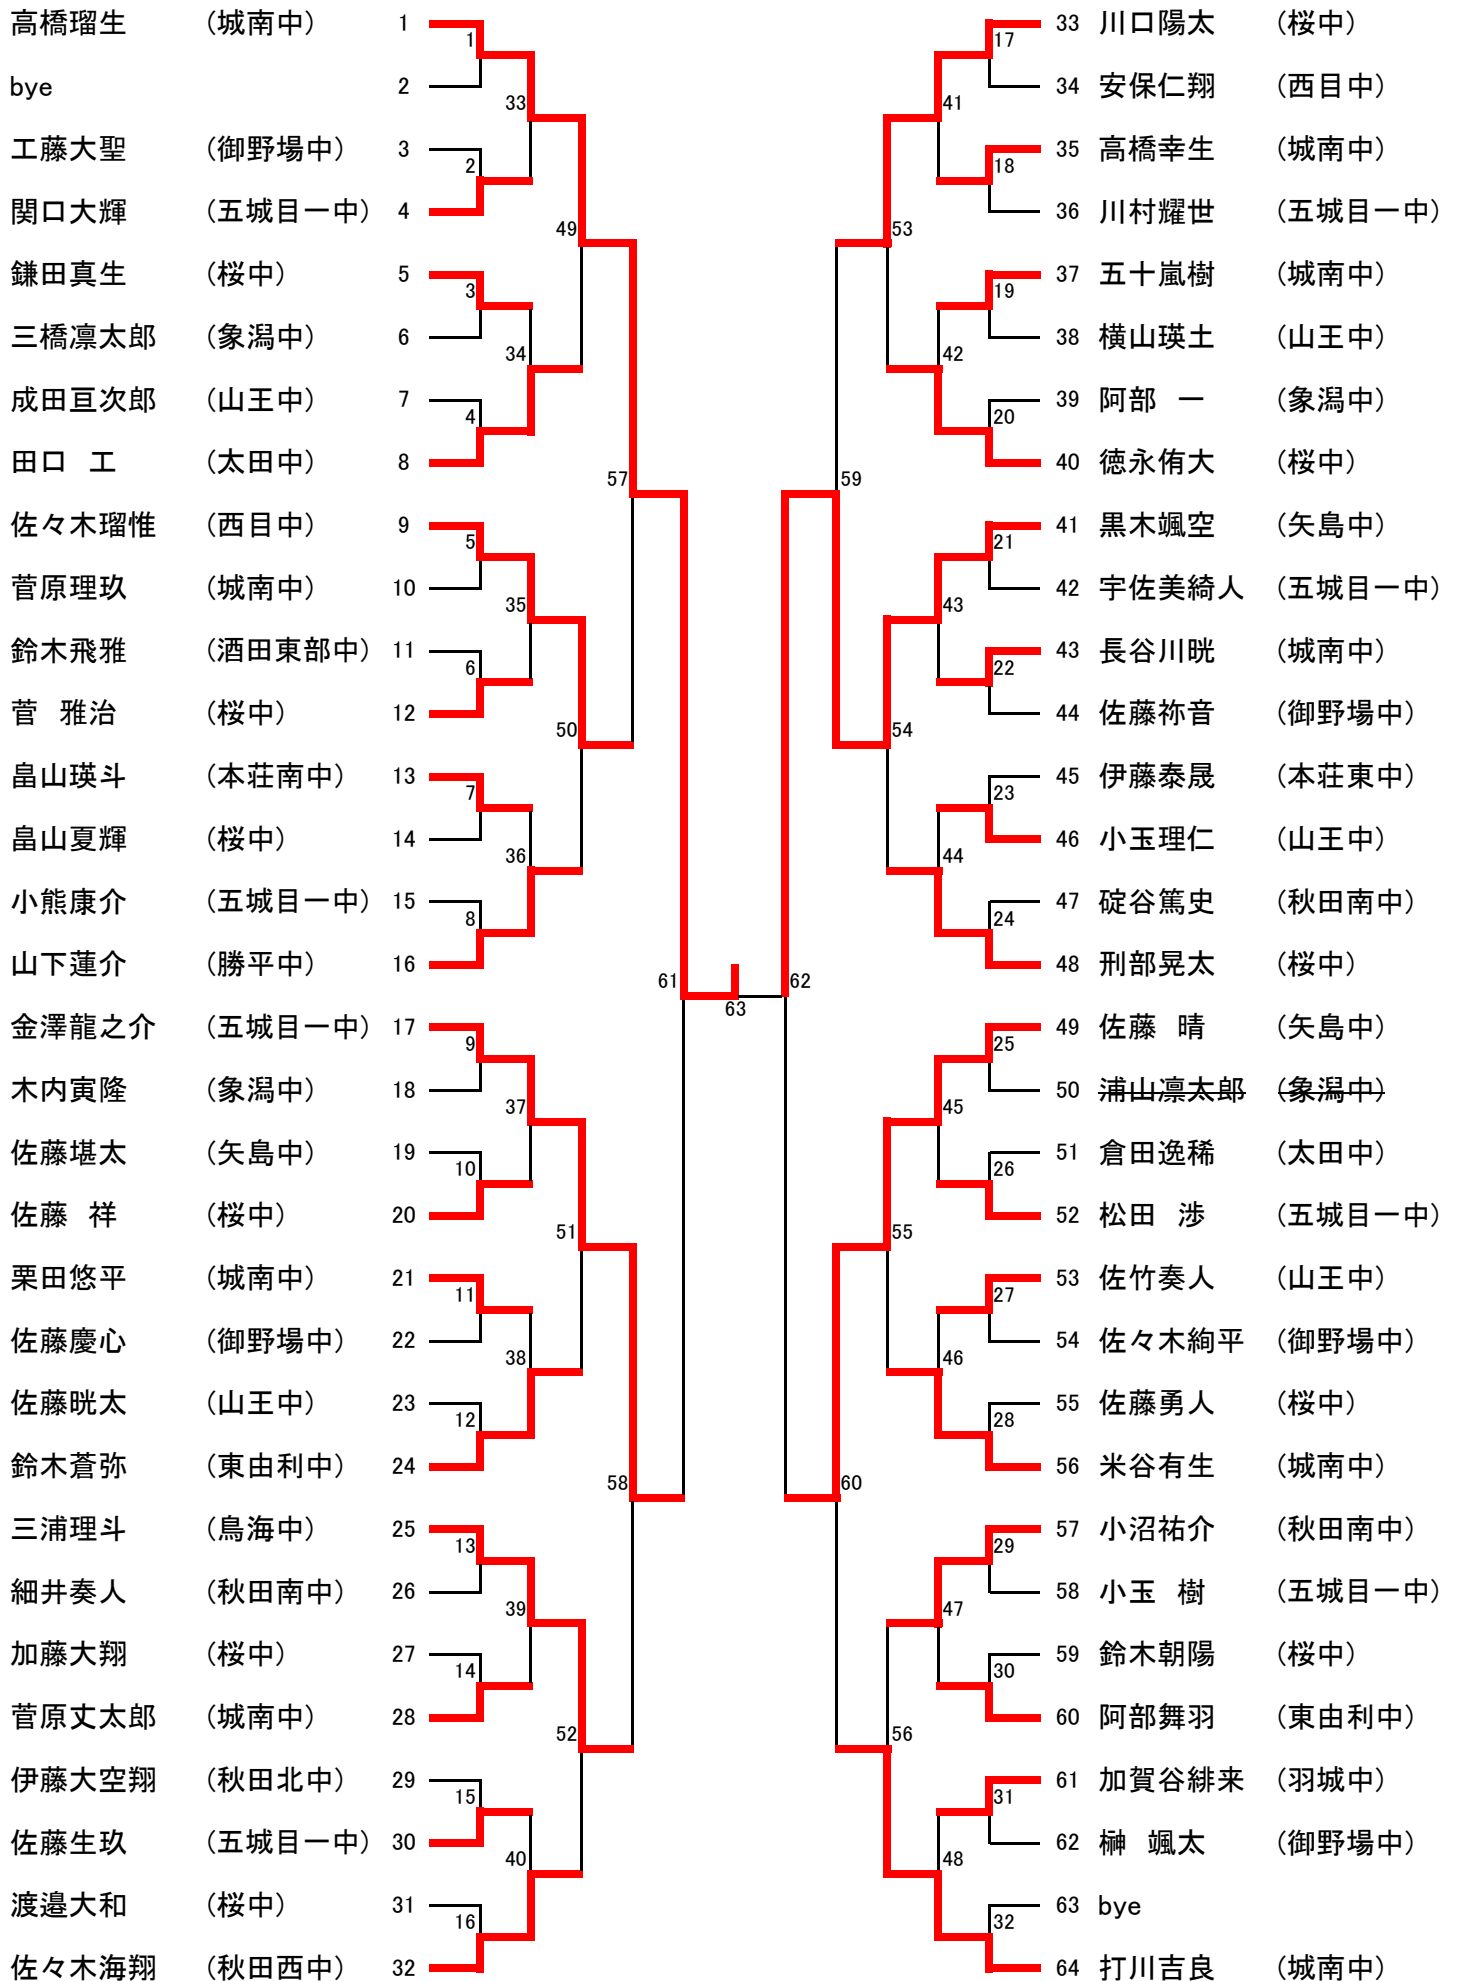 高橋瑠生 (城南中) 1
bye 2
工藤大聖 (御野場中) 3
関口大輝 (五城目一中) 4
鎌田真生 (桜中) 5
三橋凛太郎 (象潟中) 6
成田亘次郎 (山王中) 7
田口 工 (太田中) 8
佐々木瑠惟 (西目中) 9
菅原理玖 (城南中) 10
鈴木飛雅 (酒田東部中) 11
菅 雅治 (桜中) 12
畠山瑛斗 (本荘南中) 13
畠山夏輝 (桜中) 14
小熊康介 (五城目一中) 15
山下蓮介 (勝平中) 16
金澤龍之介 (五城目一中) 17
木内寅隆 (象潟中) 18
佐藤堪太 (矢島中) 19
佐藤 祥 (桜中) 20
栗田悠平 (城南中) 21
佐藤慶心 (御野場中) 22
佐藤晄太 (山王中) 23
鈴木蒼弥 (東由利中) 24
三浦理斗 (鳥海中) 25
細井奏人 (秋田南中) 26
加藤大翔 (桜中) 27
菅原丈太郎 (城南中) 28
伊藤大空翔 (秋田北中) 29
佐藤生玖 (五城目一中) 30
渡邉大和 (桜中) 31
佐々木海翔 (秋田西中) 32
1
2
3
4
5
6
7
8
9
10
11
12
13
14
15
16
33
34
35
36
37
38
39
40
49
50
51
52
57
58
61
63
62
59
60
53
54
55
56
41
42
43
44
45
46
47
48
17
18
19
20
21
22
23
24
25
26
27
28
29
30
31
32
33 川口陽太 (桜中)
34 安保仁翔 (西目中)
35 高橋幸生 (城南中)
36 川村耀世 (五城目一中)
37 五十嵐樹 (城南中)
38 横山瑛土 (山王中)
39 阿部 一 (象潟中)
40 徳永侑大 (桜中)
41 黒木颯空 (矢島中)
42 宇佐美綺人 (五城目一中)
43 長谷川晄 (城南中)
44 佐藤祢音 (御野場中)
45 伊藤泰晟 (本荘東中)
46 小玉理仁 (山王中)
47 碇谷篤史 (秋田南中)
48 刑部晃太 (桜中)
49 佐藤 晴 (矢島中)
50 浦山凛太郎 (象潟中)
51 倉田逸稀 (太田中)
52 松田 渉 (五城目一中)
53 佐竹奏人 (山王中)
54 佐々木絢平 (御野場中)
55 佐藤勇人 (桜中)
56 米谷有生 (城南中)
57 小沼祐介 (秋田南中)
58 小玉 樹 (五城目一中)
59 鈴木朝陽 (桜中)
60 阿部舞羽 (東由利中)
61 加賀谷緋来 (羽城中)
62 榊 颯太 (御野場中)
63 bye
64 打川吉良 (城南中)